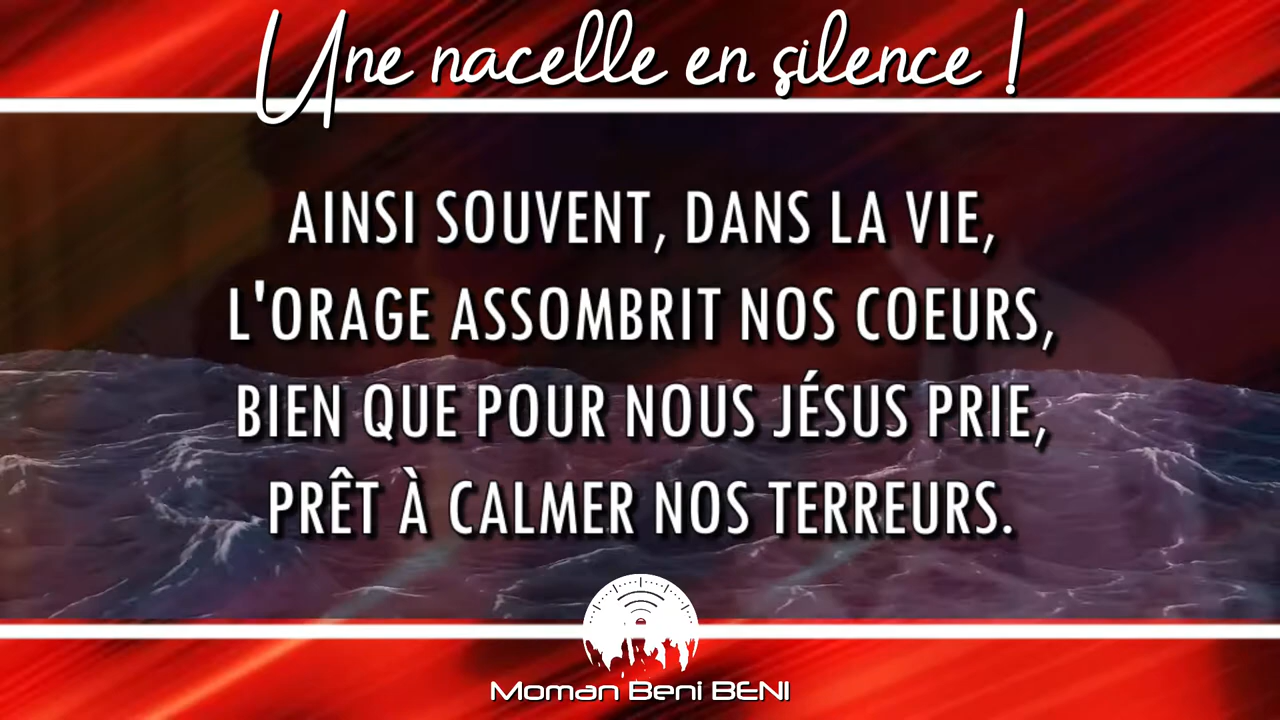 Une nacelle en silence !
AINSI SOUVENT, DANS LA VIE,
L'ORAGE ASSOMBRIT NOS COEURS,
BIEN QUE POUR NOUS JÉSUS PRIE,
PRÊT À CALMER NOS TERREURS.
Moman Beni BENI